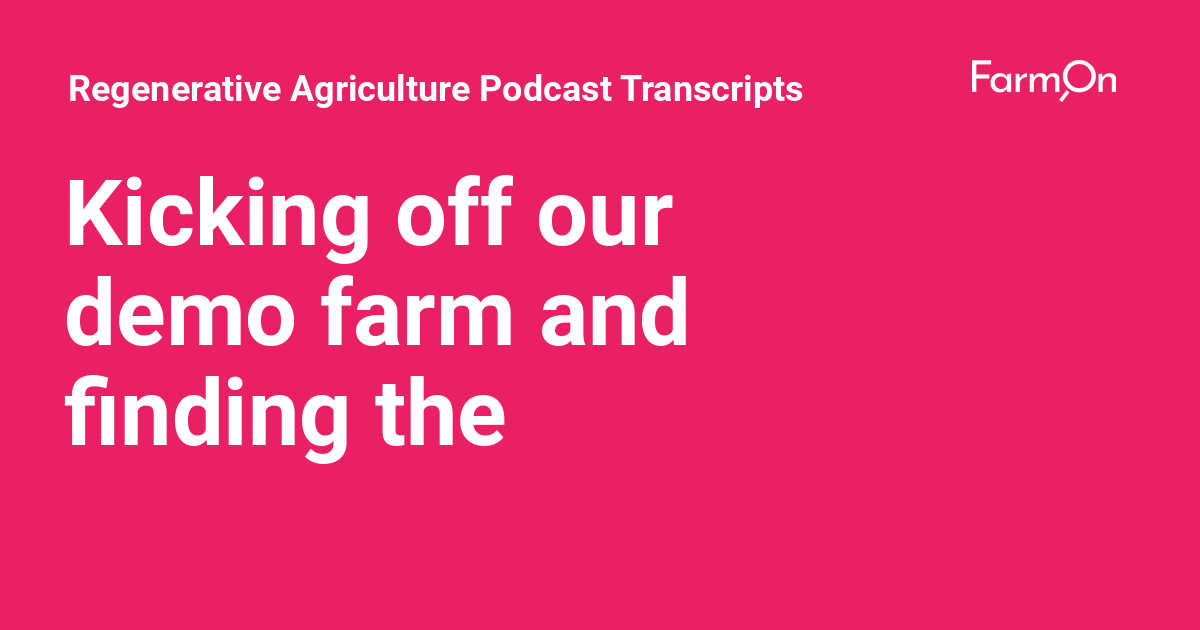 Regenerative Agriculture Podcast Transcripts
FarmOn
Kicking off our
demo farm and
finding the